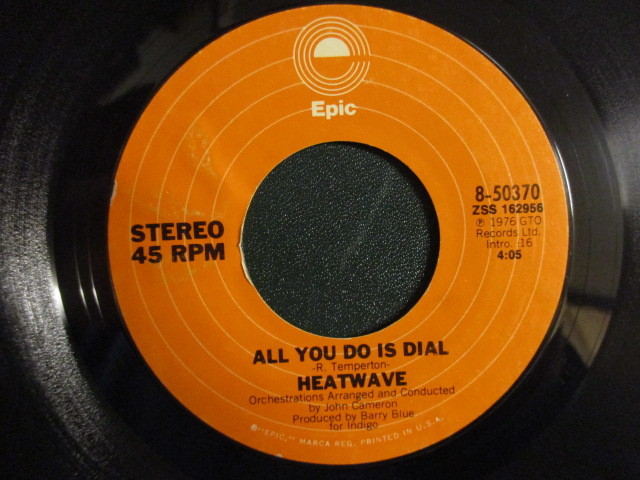 Epic
STEREO
45 RPM
8-50370
ZSS 162956
℗ 1976 GTO
Records Ltd.
Intro. :16
4:05
ALL YOU DO IS DIAL
-R. Temperton-
HEATWAVE
Orchestrations Arranged and Conducted
by John Cameron
Produced by Barry Blue
for Indigo
®"EPIC," MARCA REG. PRINTED IN U.S.A.